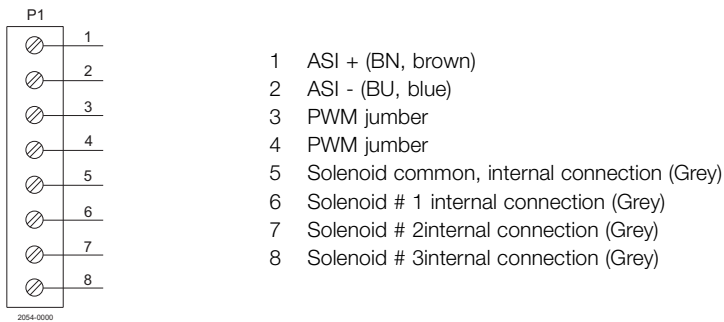 P1
1
2
3
4
5
6
7
8
2054-0000
1 ASI + (BN, brown)
2 ASI - (BU, blue)
3 PWM jumber
4 PWM jumber
5 Solenoid common, internal connection (Grey)
6 Solenoid # 1 internal connection (Grey)
7 Solenoid # 2internal connection (Grey)
8 Solenoid # 3internal connection (Grey)